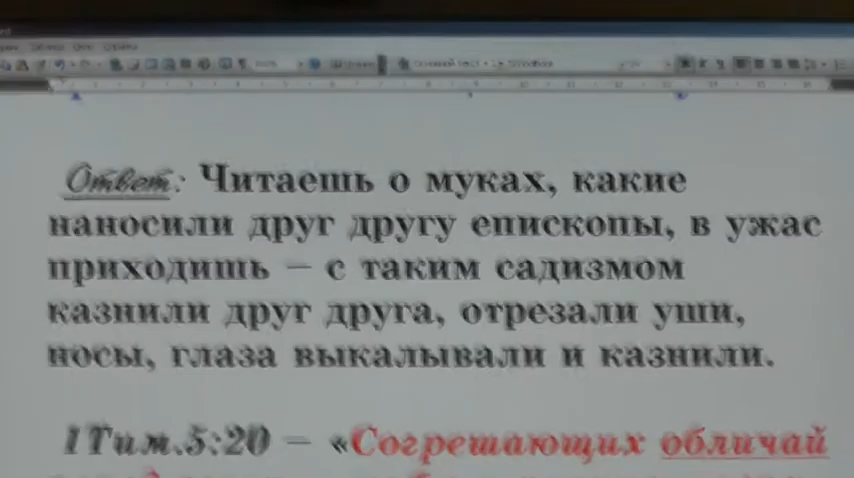 Ответ: Читаешь о муках, какие
наносили друг другу епископы, в ужас
приходишь – с таким садизмом
казнили друг друга, отрезали уши,
носы, глаза выкалывали и казнили.
1Тим.5:20 – «Согрешающих обличай